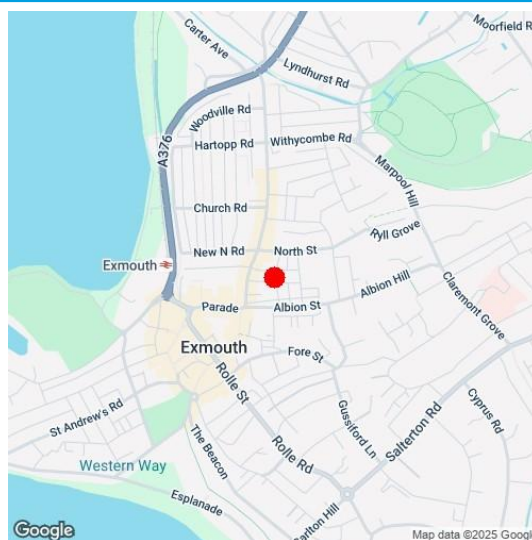 Carter Ave
Moorfield R
Lyndhurst Rd
Woodville Rd
A376
Hartopp Rd
Withycombe Rd
Marpool Hill
Church Rd
Ryll Grove
New N Rd
North St
Exmouth
Albion Hill
Claremont Grove
Parade
Albion St
Exmouth
Fore St
Rolle St
Cyprus Rd
St Andrew's Rd
Gussiford Ln
Salterton Rd
The Beacon
Rolle Rd
Western Way
Esplanade
Carlton Hill
Google
Map data ©2025 Google